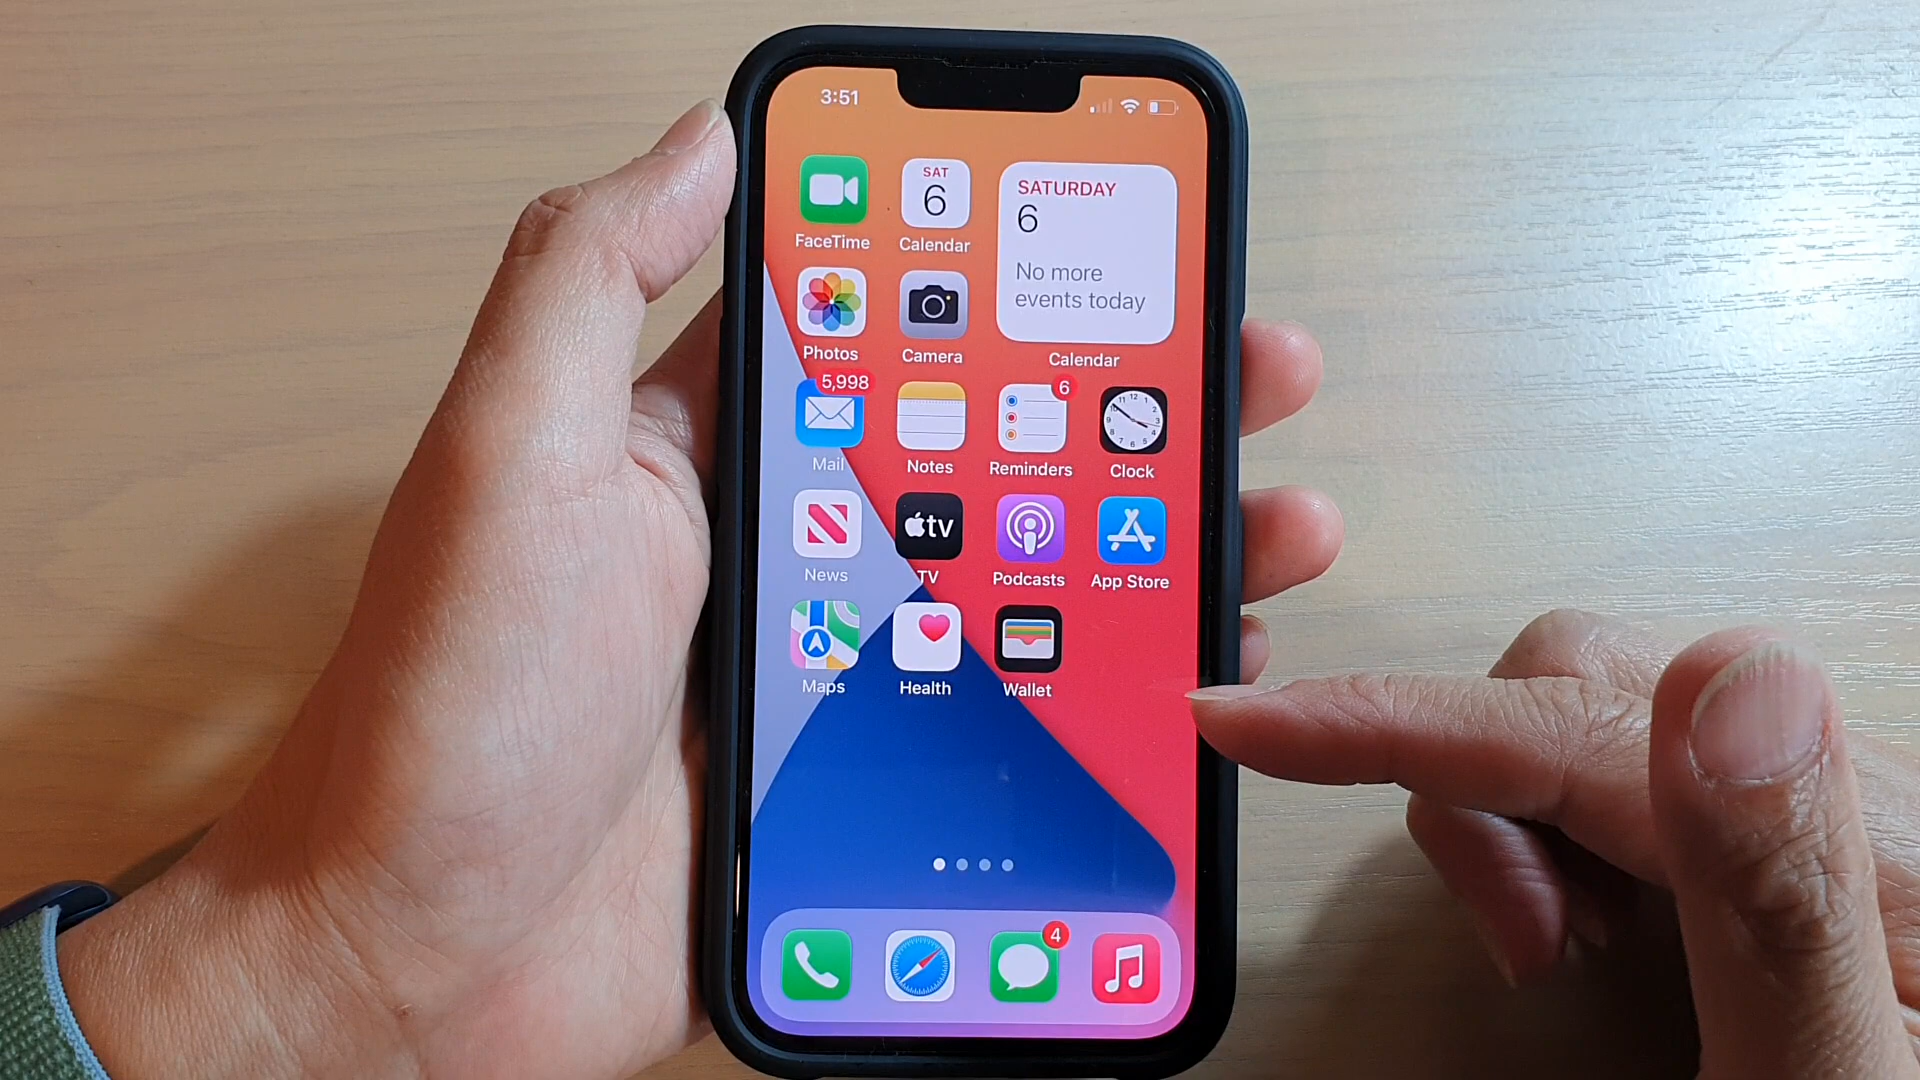 3:51
SAT
6
SATURDAY
6
No more
events today
FaceTime
Calendar
Photos
Camera
Calendar
5,998
6
Mail
Notes
Reminders
Clock
tv
News
TV
Podcasts
App Store
Maps
Health
Wallet
4